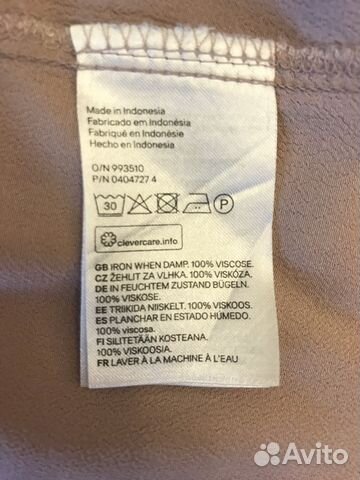 Made in Indonesia
Fabricado em Indonésia
Fabriqué en Indonésie
Hecho en Indonesia
O/N 993510
P/N 0404727 4
30 P
clevercare.info
GB IRON WHEN DAMP. 100% VISCOSE.
CZ ŽEHLIT ZA VLHKA. 100% VISKÓZA.
DE IN FEUCHTEM ZUSTAND BÜGELN.
100% VISKOSE.
EE TRIIKIDA NIISKELT. 100% VISKOOS.
ES PLANCHAR EN ESTADO HÚMEDO.
100% viscosa.
FI SILITETÄÄN KOSTEANA.
100% VISKOOSIA.
FR LAVER À LA MACHINE À L'EAU
Avito